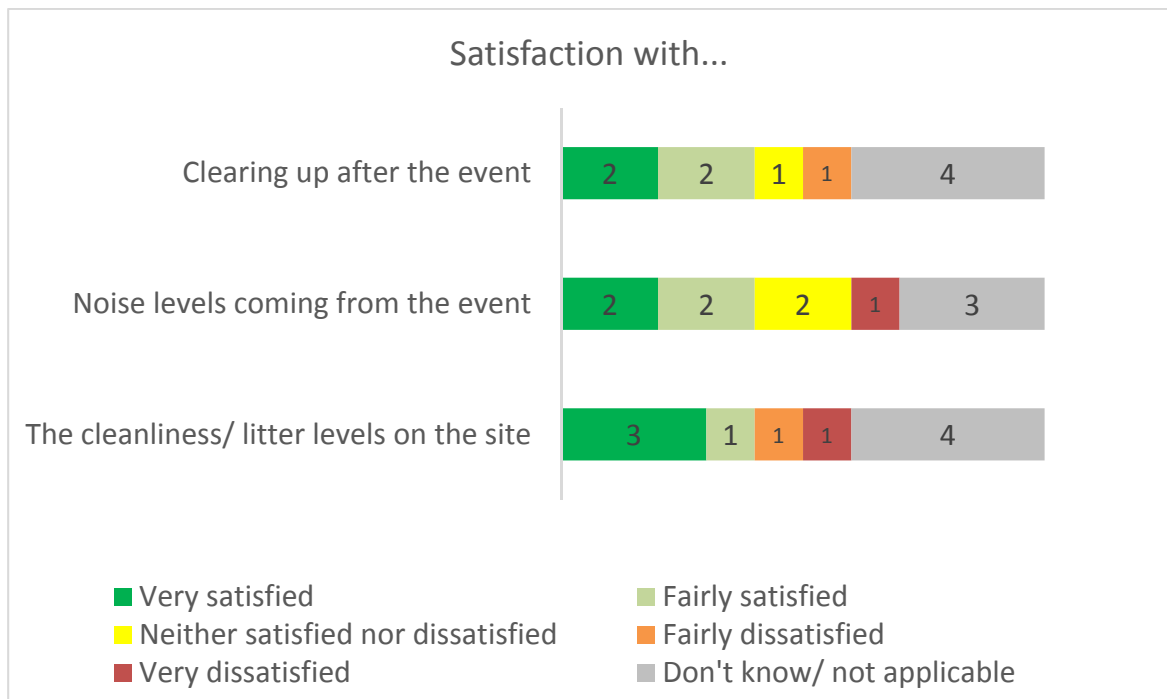 Satisfaction with...
Clearing up after the event
2 2 1 1 4
Noise levels coming from the event
2 2 2 1 3
The cleanliness/ litter levels on the site
3 1 1 1 4
Very satisfied
Fairly satisfied
Neither satisfied nor dissatisfied
Fairly dissatisfied
Very dissatisfied
Don't know/ not applicable